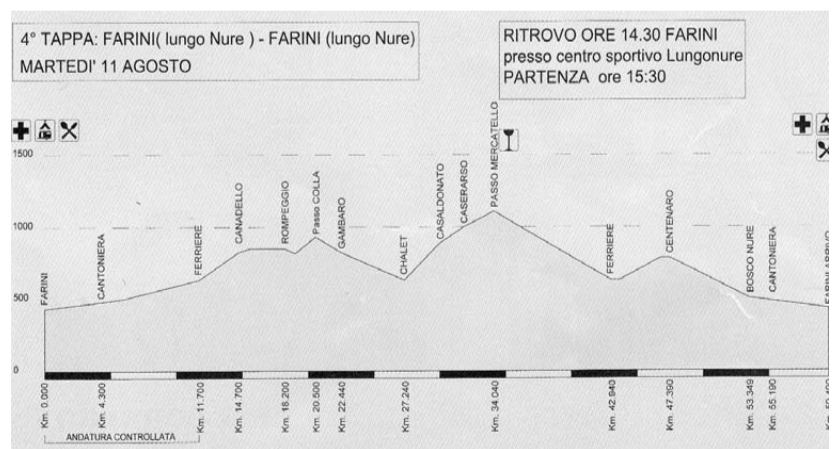 4° TAPPA: FARINI( lungo Nure ) - FARINI (lungo Nure)
MARTEDI' 11 AGOSTO
RITROVO ORE 14.30 FARINI
presso centro sportivo Lungonure
PARTENZA ore 15:30
1500
1000
500
0
FARINI
CANTONIERA
FERRIERE
CANADELLO
ROMPEGGIO
Passo COLLA
GAMBARO
CHALET
CASALDONATO
CASERARSO
PASSO MERCATELLO
FERRIERE
CENTENARO
BOSCO NURE
CANTONIERA
FARINI ARRIVO
Km. 0.000
Km. 4.300
Km. 11.700
Km. 14.700
Km. 18.200
Km. 20.500
Km. 22.440
Km. 27.240
Km. 34.040
Km. 42.940
Km. 47.390
Km. 53.349
Km. 55.190
Km.
ANDATURA CONTROLLATA